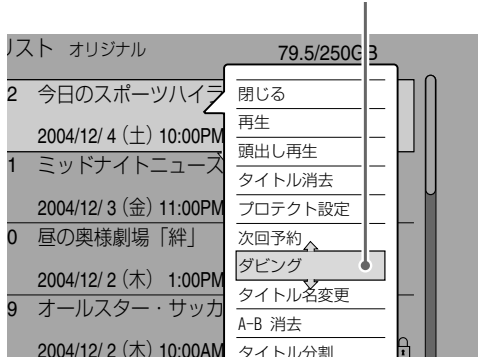 リスト オリジナル 79.5/250GB
2 今日のスポーツハイラ
2004/12/ 4 (土) 10:00PM
1 ミッドナイトニュース
2004/12/ 3 (金) 11:00PM
0 昼の奥様劇場「絆」
2004/12/ 2 (木) 1:00PM
9 オールスター・サッカ
2004/12/ 2 (木) 10:00AM
閉じる
再生
頭出し再生
タイトル消去
プロテクト設定
次回予約
ダビング
タイトル名変更
A-B 消去
タイトル分割